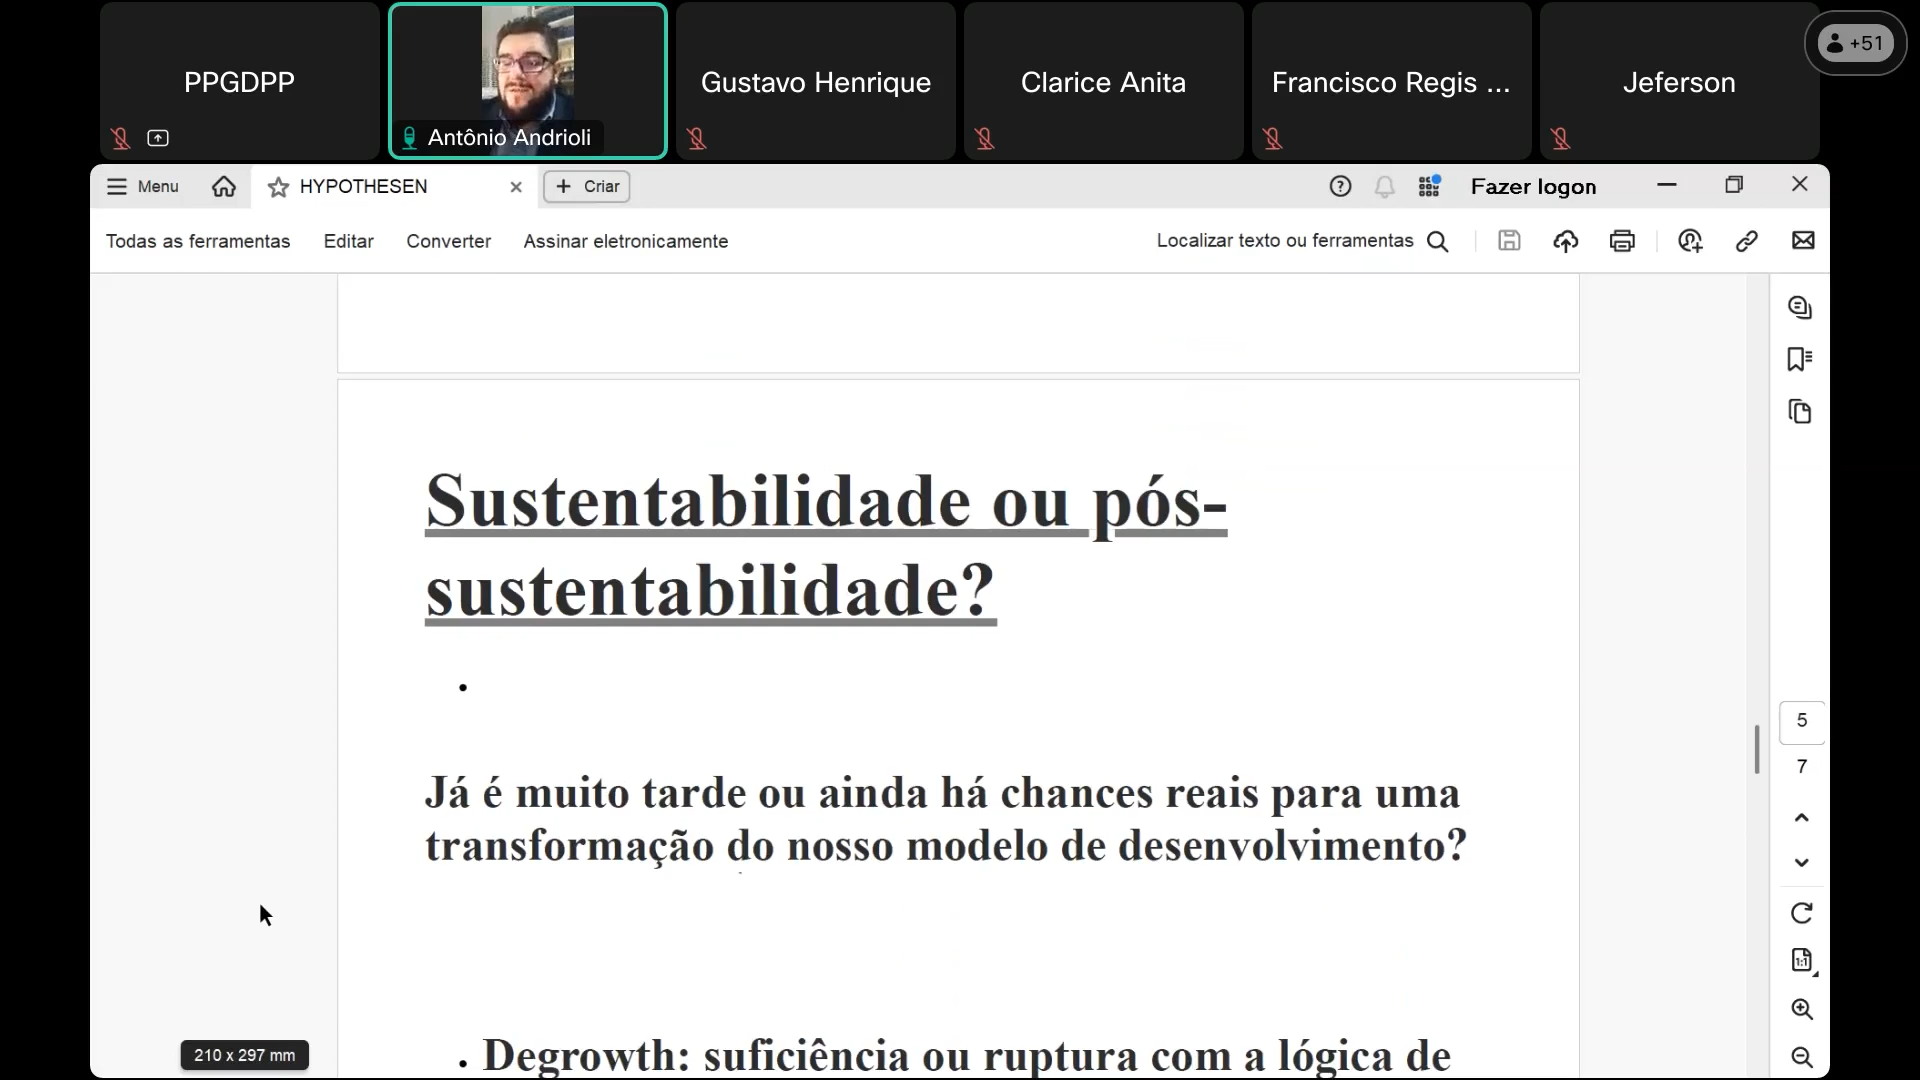 PPGDPP
Antônio Andrioli
Gustavo Henrique
Clarice Anita
Francisco Regis ...
Jeferson
+51
Menu
HYPOTHESEN
Criar
Fazer logon
Todas as ferramentas
Editar
Converter
Assinar eletronicamente
Localizar texto ou ferramentas
Sustentabilidade ou pós-
sustentabilidade?
•
Já é muito tarde ou ainda há chances reais para uma
transformação do nosso modelo de desenvolvimento?
• Degrowth: suficiência ou ruptura com a lógica de
5
7
1:1
210 x 297 mm